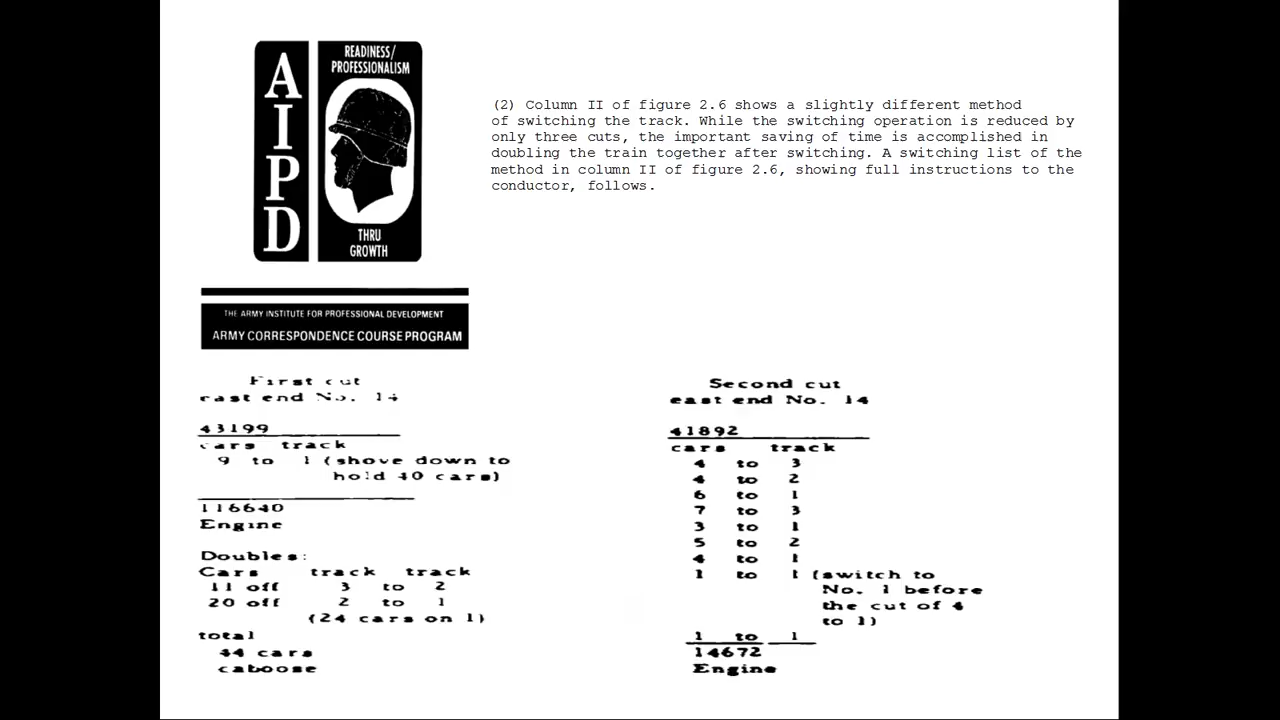 AIPD
READINESS/
PROFESSIONALISM
THRU
GROWTH
THE ARMY INSTITUTE FOR PROFESSIONAL DEVELOPMENT
ARMY CORRESPONDENCE COURSE PROGRAM
(2) Column II of figure 2.6 shows a slightly different method
of switching the track. While the switching operation is reduced by
only three cuts, the important saving of time is accomplished in
doubling the train together after switching. A switching list of the
method in column II of figure 2.6, showing full instructions to the
conductor, follows.
First cut
east end No. 14
43199
cars track
9 to 1 (shove down to
hold 40 cars)
116640
Engine
Doubles:
Cars track track
11 off 3 to 2
20 off 2 to 1
(24 cars on 1)
total
44 cars
caboose
Second cut
east end No. 14
41892
cars track
4 to 3
4 to 2
6 to 1
7 to 3
3 to 1
5 to 2
4 to 1
1 to 1 (switch to
No. 1 before
the cut of 4
to 1)
1 to 1
14672
Engine